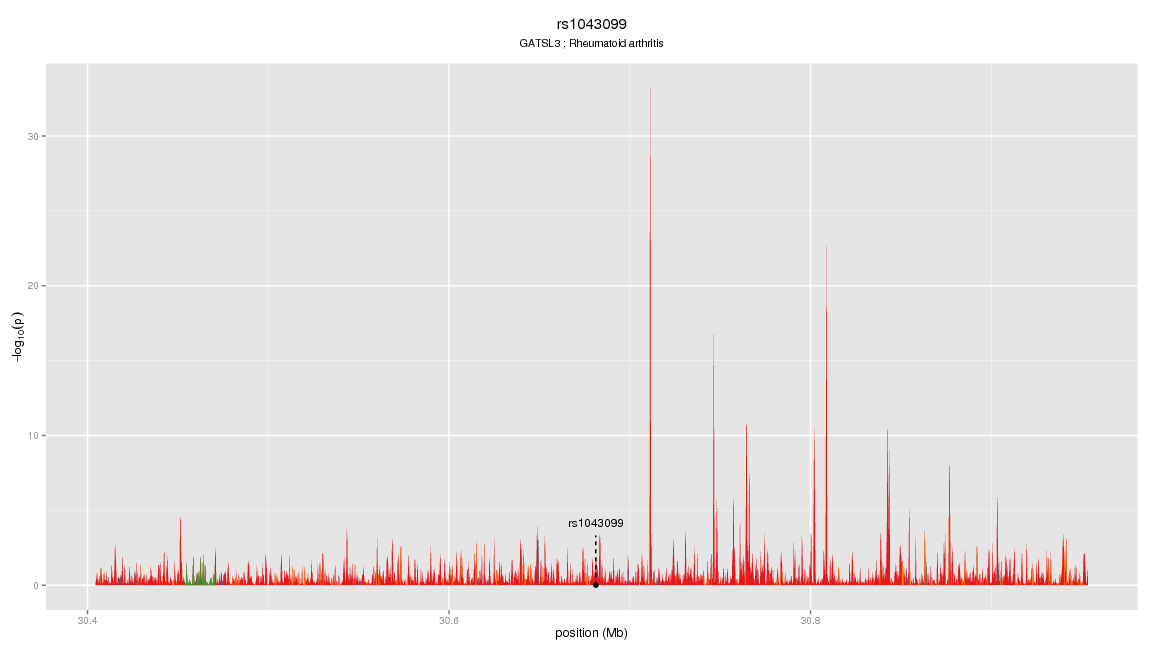 rs1043099
GATSL3 ; Rheumatoid arthritis
30
20
10
0
−log10(p)
rs1043099
30.4
30.6
30.8
position (Mb)